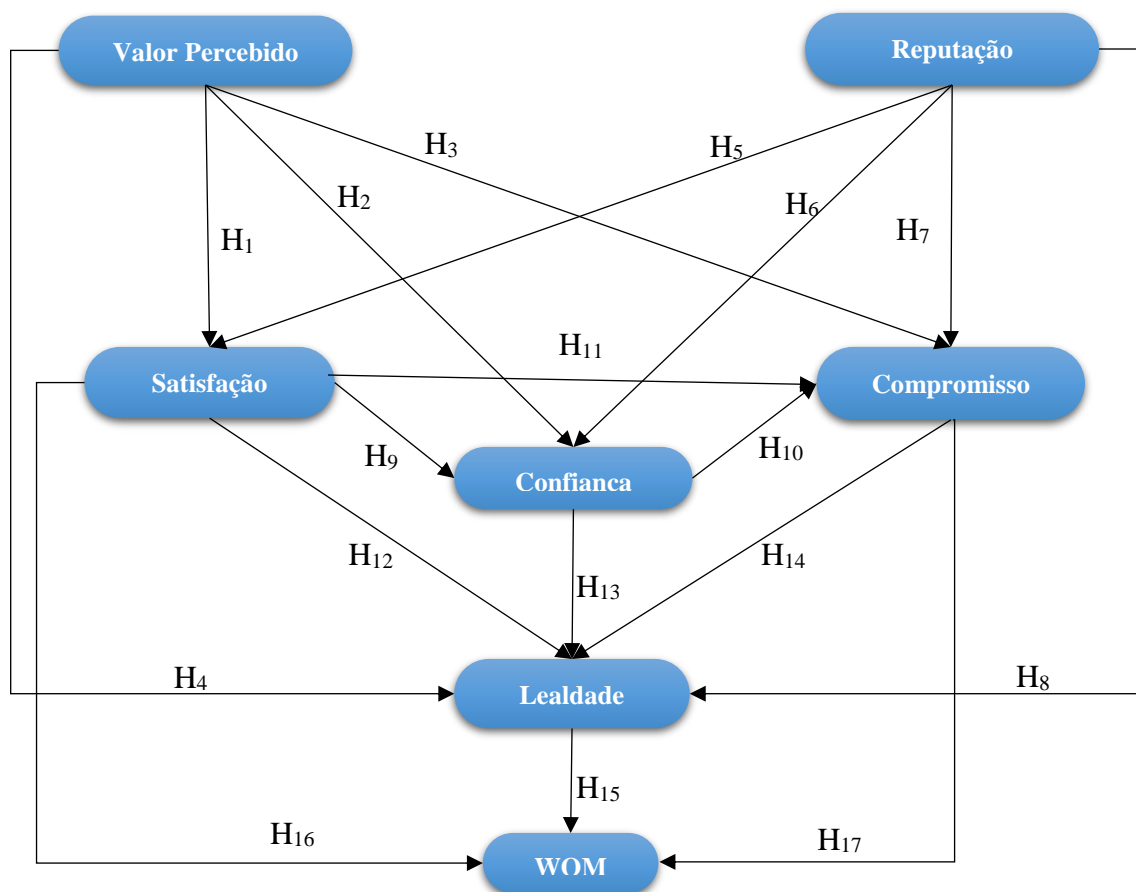 Valor Percebido
Reputação
H3
H5
H2
H6
H1
H7
H11
Satisfação
Compromisso
H9
H10
Confianca
H12
H14
H13
H4
H8
Lealdade
H15
H16
H17
WOM